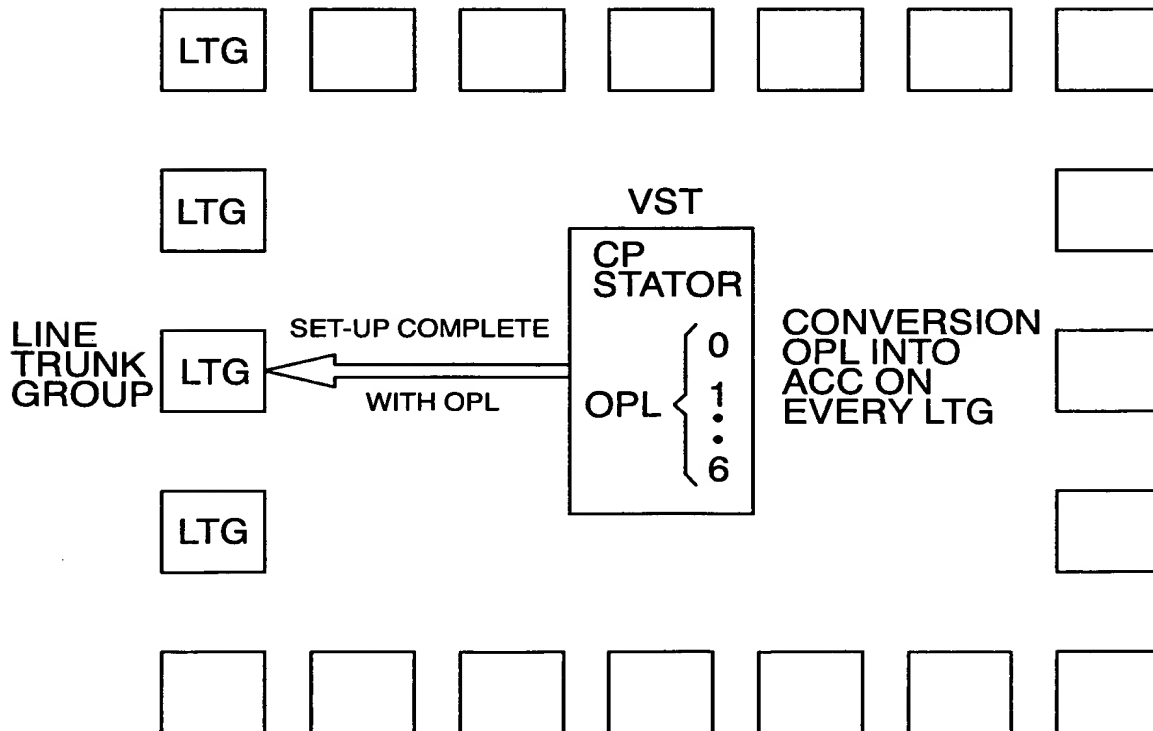 LTG
LTG
VST
CP
STATOR
LINE
TRUNK
GROUP
LTG
SET-UP COMPLETE
WITH OPL
OPL
0
1
6
CONVERSION
OPL INTO
ACC ON
EVERY LTG
LTG